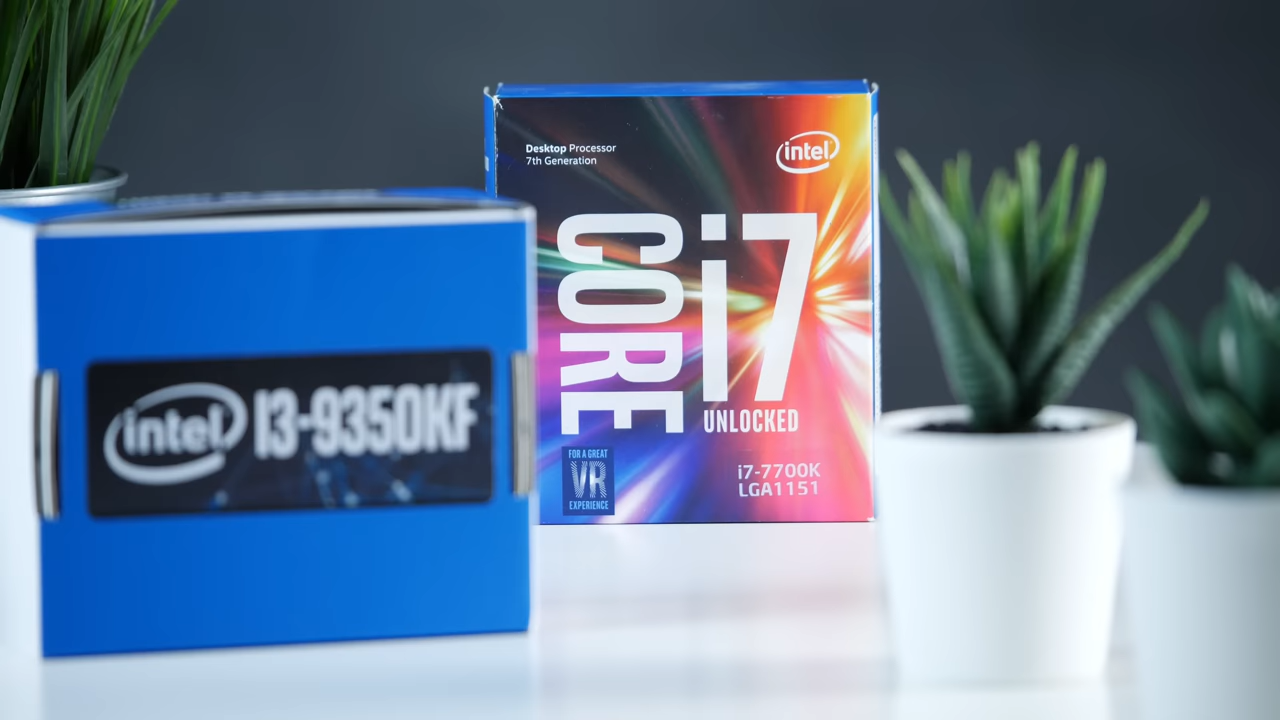 intel
I3-9350KF
Desktop Processor
7th Generation
intel
CORE i7
UNLOCKED
FOR A GREAT
VR
EXPERIENCE
i7-7700K
LGA1151